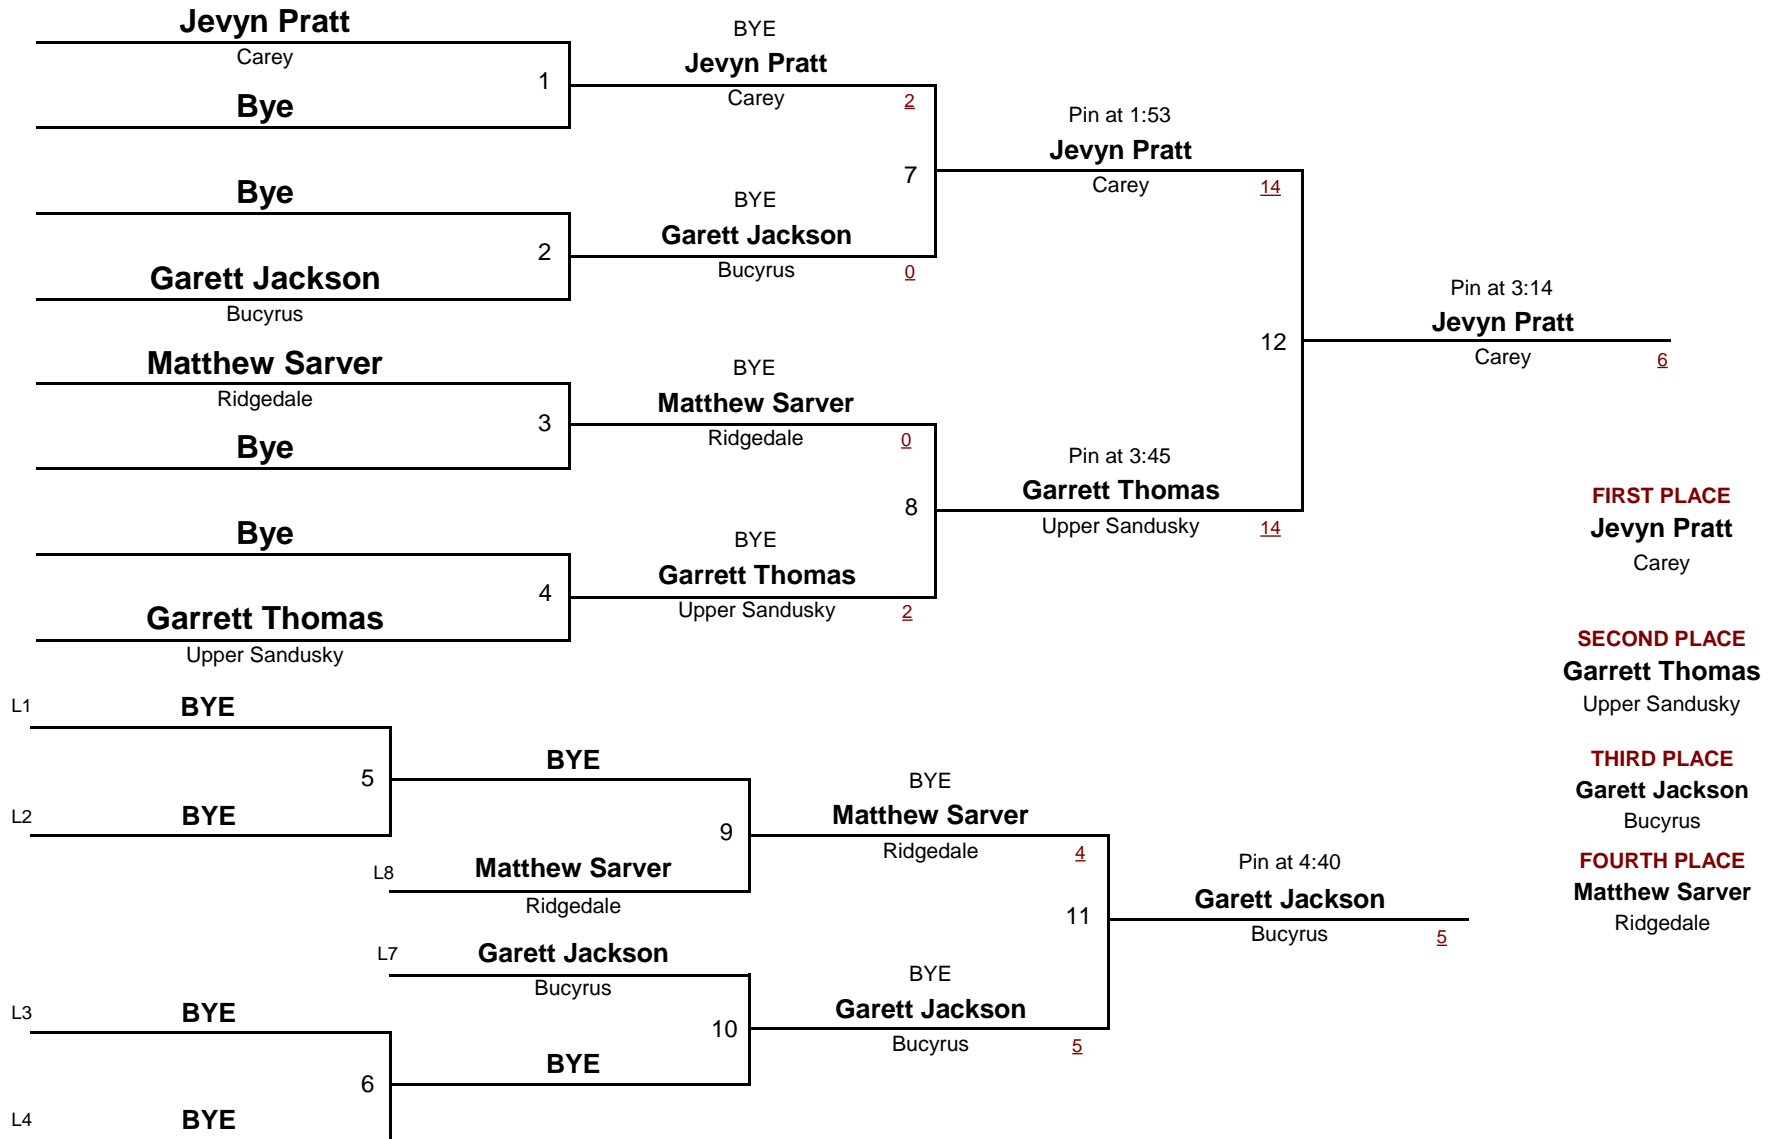 Jevyn Pratt
Carey
1
Bye
BYE
Jevyn Pratt
Carey
2
Bye
2
Garett Jackson
Bucyrus
7
BYE
Garett Jackson
Bucyrus
0
Pin at 1:53
Jevyn Pratt
Carey
14
Matthew Sarver
Ridgedale
3
Bye
BYE
Matthew Sarver
Ridgedale
0
Bye
4
Garrett Thomas
Upper Sandusky
8
BYE
Garrett Thomas
Upper Sandusky
2
Pin at 3:45
Garrett Thomas
Upper Sandusky
14
12
Pin at 3:14
Jevyn Pratt
Carey
6
FIRST PLACE
Jevyn Pratt
Carey
SECOND PLACE
Garrett Thomas
Upper Sandusky
THIRD PLACE
Garett Jackson
Bucyrus
FOURTH PLACE
Matthew Sarver
Ridgedale
L1
BYE
5
L2
BYE
BYE
9
L8
Matthew Sarver
Ridgedale
BYE
Matthew Sarver
Ridgedale
4
L7
Garett Jackson
Bucyrus
10
L3
BYE
6
L4
BYE
BYE
BYE
Garett Jackson
Bucyrus
5
11
Pin at 4:40
Garett Jackson
Bucyrus
5